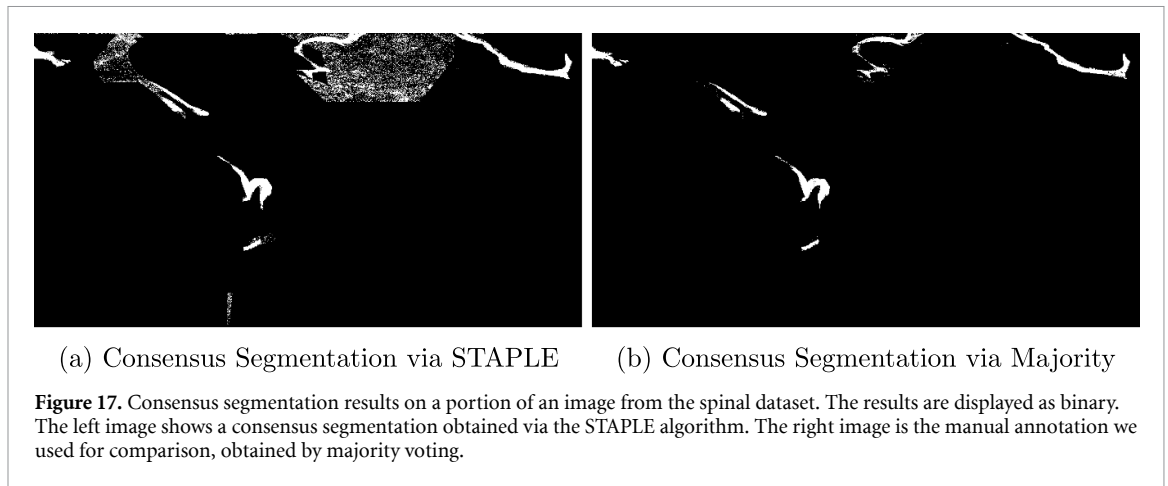 (a) Consensus Segmentation via STAPLE
(b) Consensus Segmentation via Majority
Figure 17. Consensus segmentation results on a portion of an image from the spinal dataset. The results are displayed as binary.
The left image shows a consensus segmentation obtained via the STAPLE algorithm. The right image is the manual annotation we
used for comparison, obtained by majority voting.